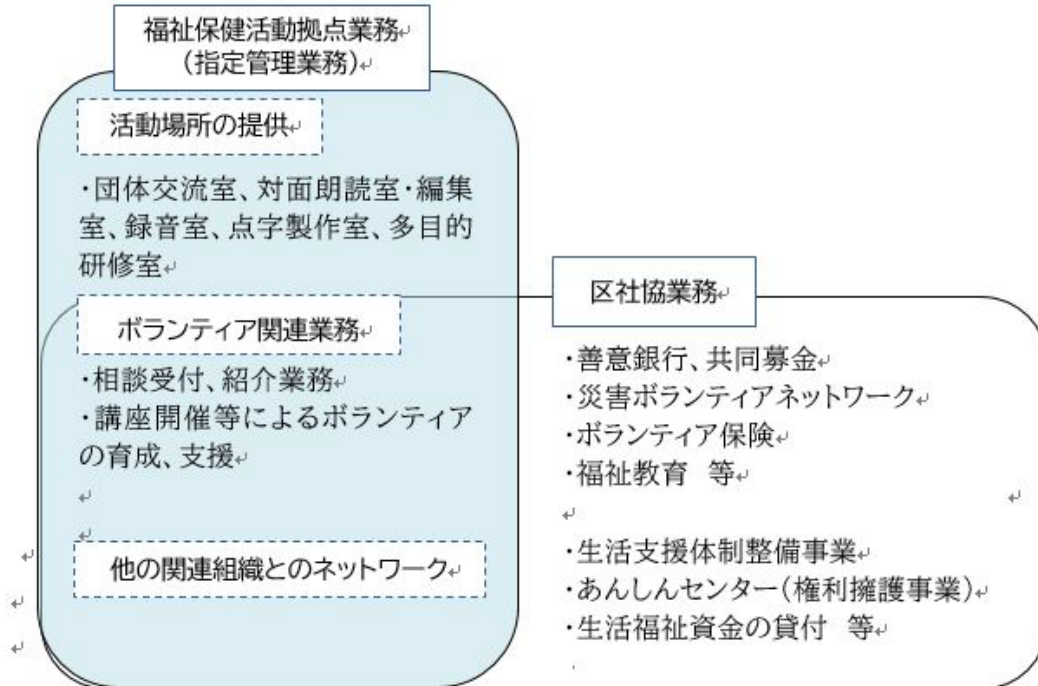 福祉保健活動拠点業務
（指定管理業務）
活動場所の提供
・団体交流室、対面朗読室・編集
室、録音室、点字製作室、多目的
研修室
ボランティア関連業務
・相談受付、紹介業務
・講座開催等によるボランティア
の育成、支援
他の関連組織とのネットワーク
区社協業務
・善意銀行、共同募金
・災害ボランティアネットワーク
・ボランティア保険
・福祉教育　等
・生活支援体制整備事業
・あんしんセンター（権利擁護事業）
・生活福祉資金の貸付　等